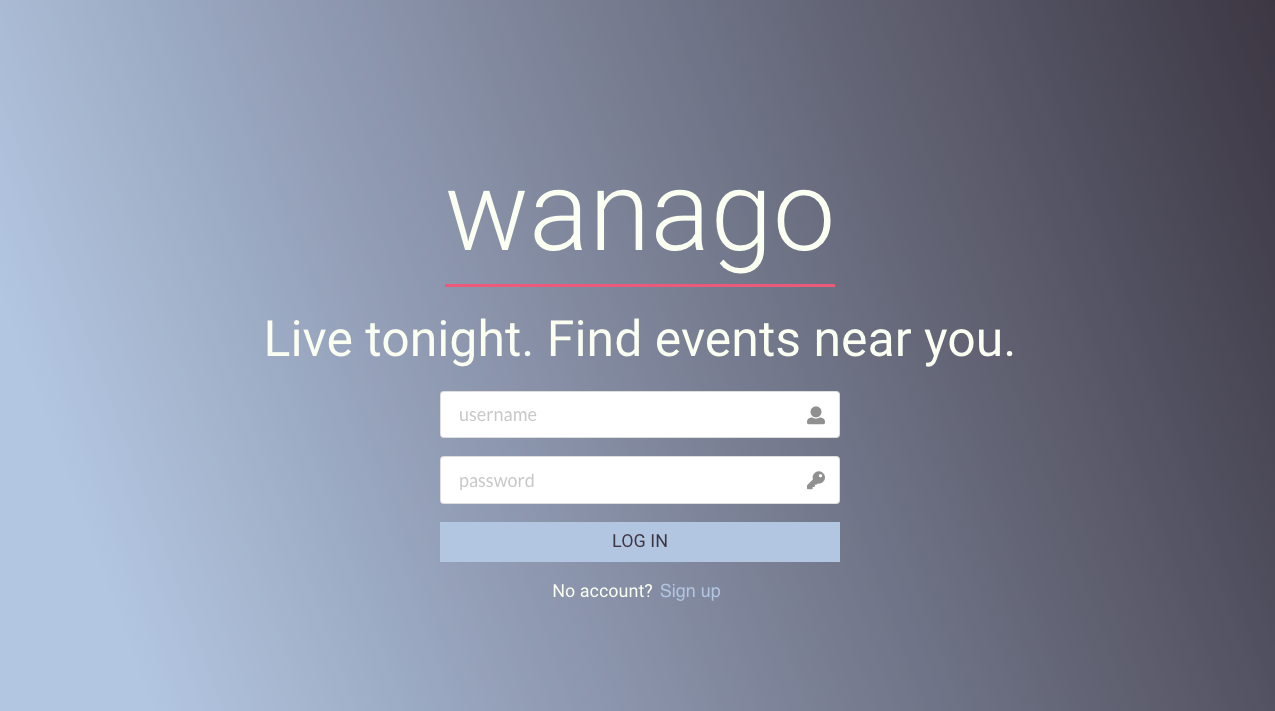 wanago
Live tonight. Find events near you.
username
password
LOG IN
No account? Sign up